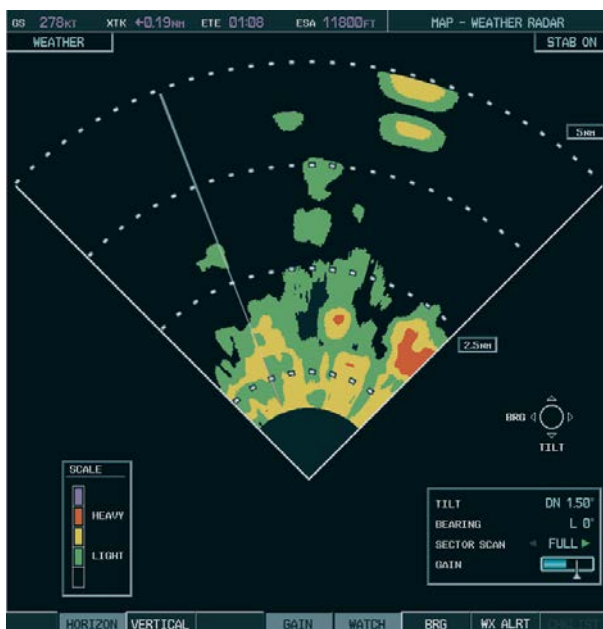 GS 278KT XTK +0.19NM ETE 01:08 ESA 11800FT MAP - WEATHER RADAR
WEATHER STAB ON
5NM
2.5NM
BRG
TILT
SCALE
HEAVY
LIGHT
TILT DN 1.50°
BEARING L 0°
SECTOR SCAN FULL
GAIN
HORIZON VERTICAL GAIN WATCH BRG WX ALRT CHKLIST